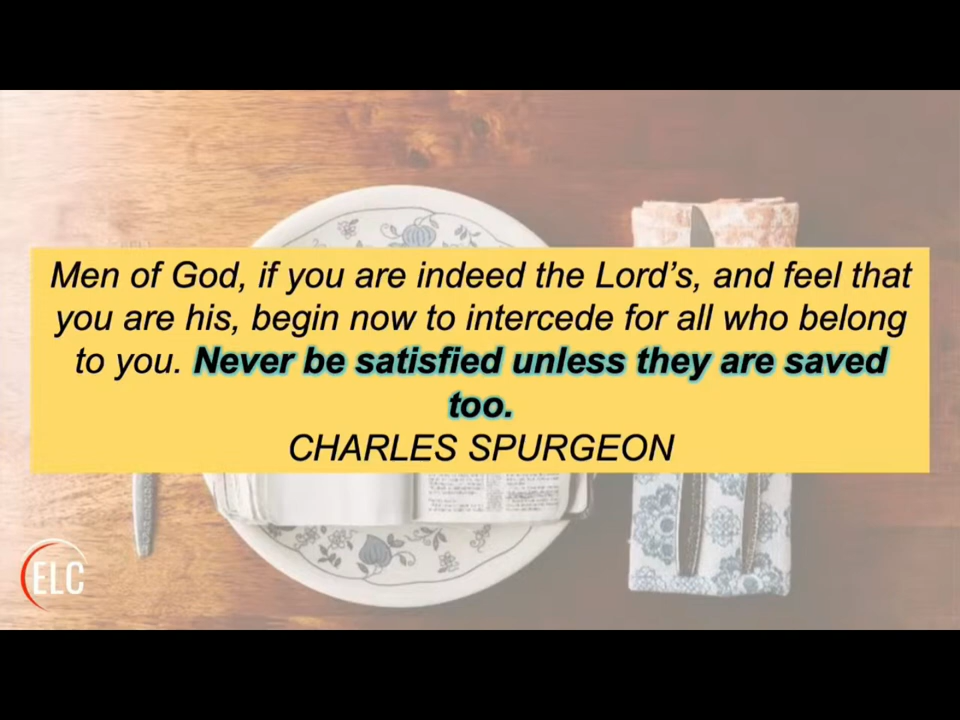 Men of God, if you are indeed the Lord’s, and feel that
you are his, begin now to intercede for all who belong
to you. Never be satisfied unless they are saved
too.
CHARLES SPURGEON
ELC